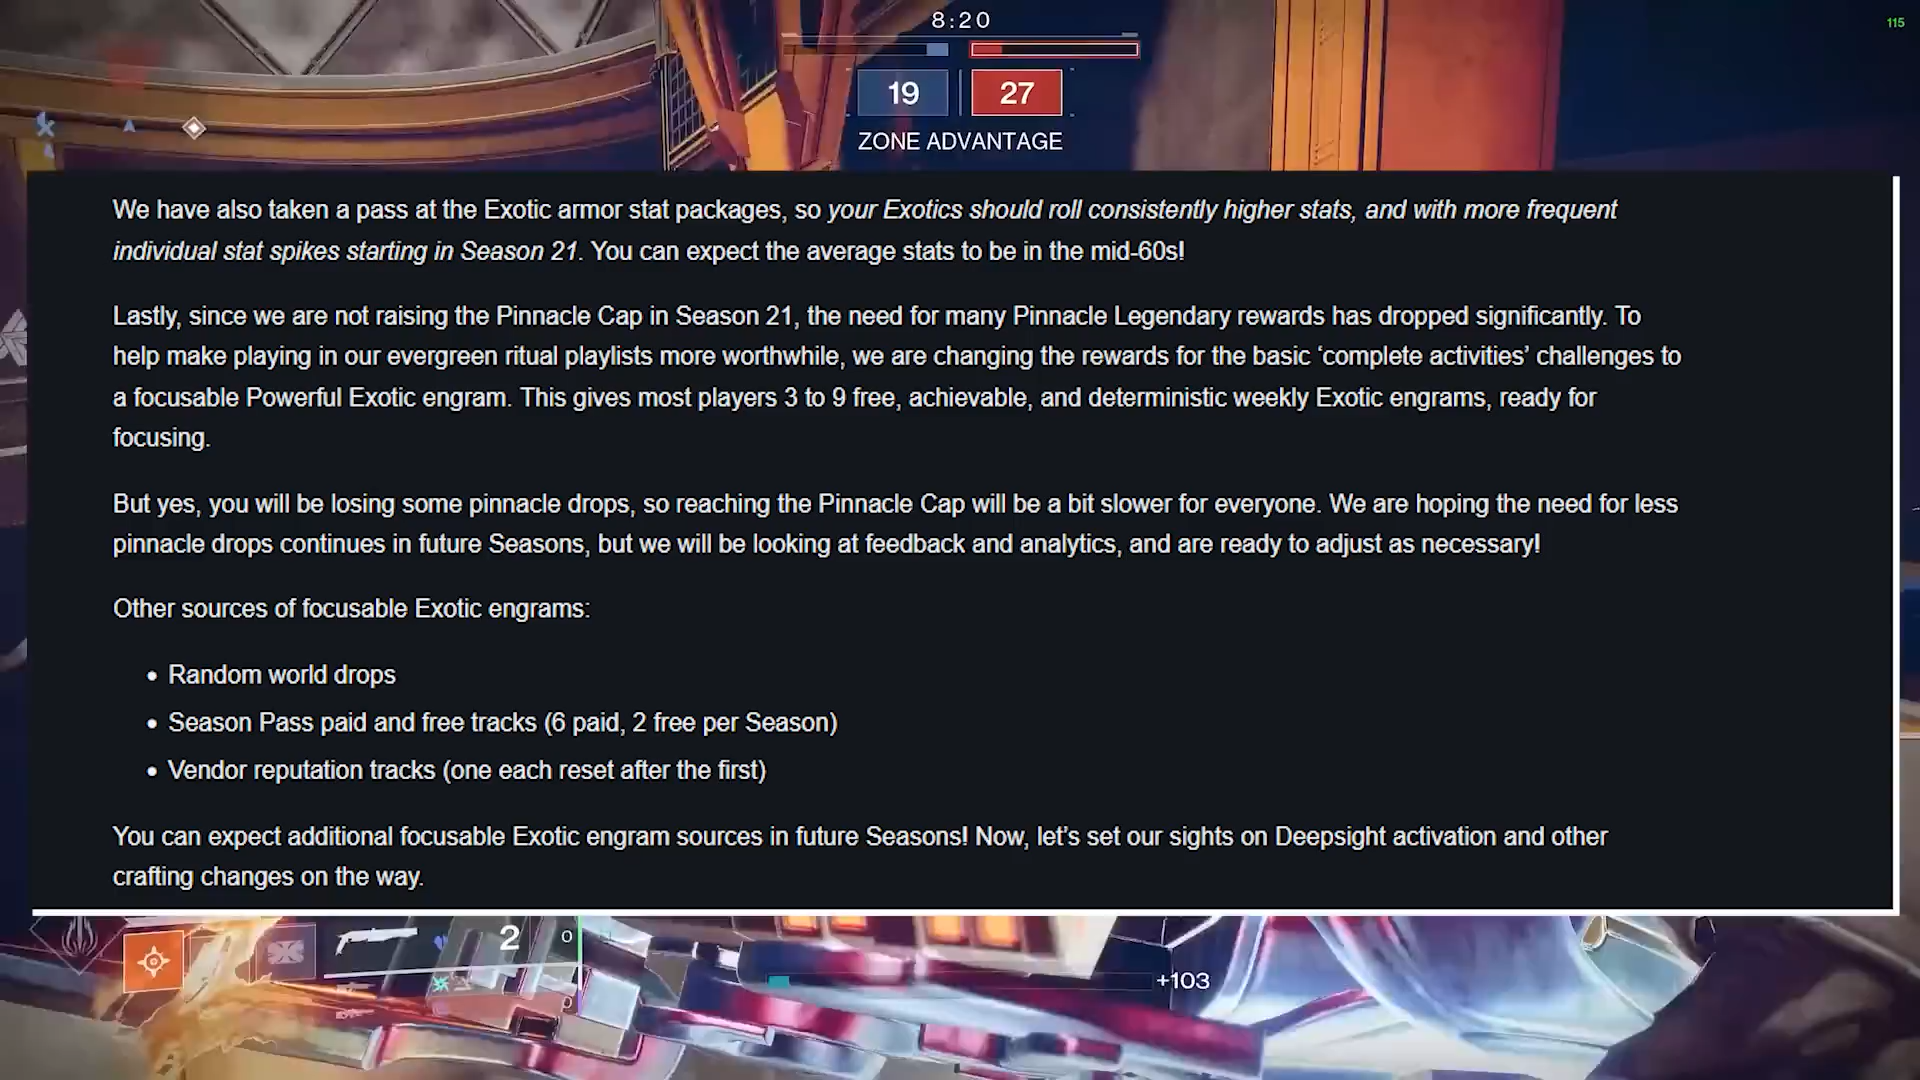 8:20
115
19
27
ZONE ADVANTAGE
We have also taken a pass at the Exotic armor stat packages, so your Exotics should roll consistently higher stats, and with more frequent
individual stat spikes starting in Season 21. You can expect the average stats to be in the mid-60s!
Lastly, since we are not raising the Pinnacle Cap in Season 21, the need for many Pinnacle Legendary rewards has dropped significantly. To
help make playing in our evergreen ritual playlists more worthwhile, we are changing the rewards for the basic ‘complete activities’ challenges to
a focusable Powerful Exotic engram. This gives most players 3 to 9 free, achievable, and deterministic weekly Exotic engrams, ready for
focusing.
But yes, you will be losing some pinnacle drops, so reaching the Pinnacle Cap will be a bit slower for everyone. We are hoping the need for less
pinnacle drops continues in future Seasons, but we will be looking at feedback and analytics, and are ready to adjust as necessary!
Other sources of focusable Exotic engrams:
• Random world drops
• Season Pass paid and free tracks (6 paid, 2 free per Season)
• Vendor reputation tracks (one each reset after the first)
You can expect additional focusable Exotic engram sources in future Seasons! Now, let's set our sights on Deepsight activation and other
crafting changes on the way.
2
0
0
+103